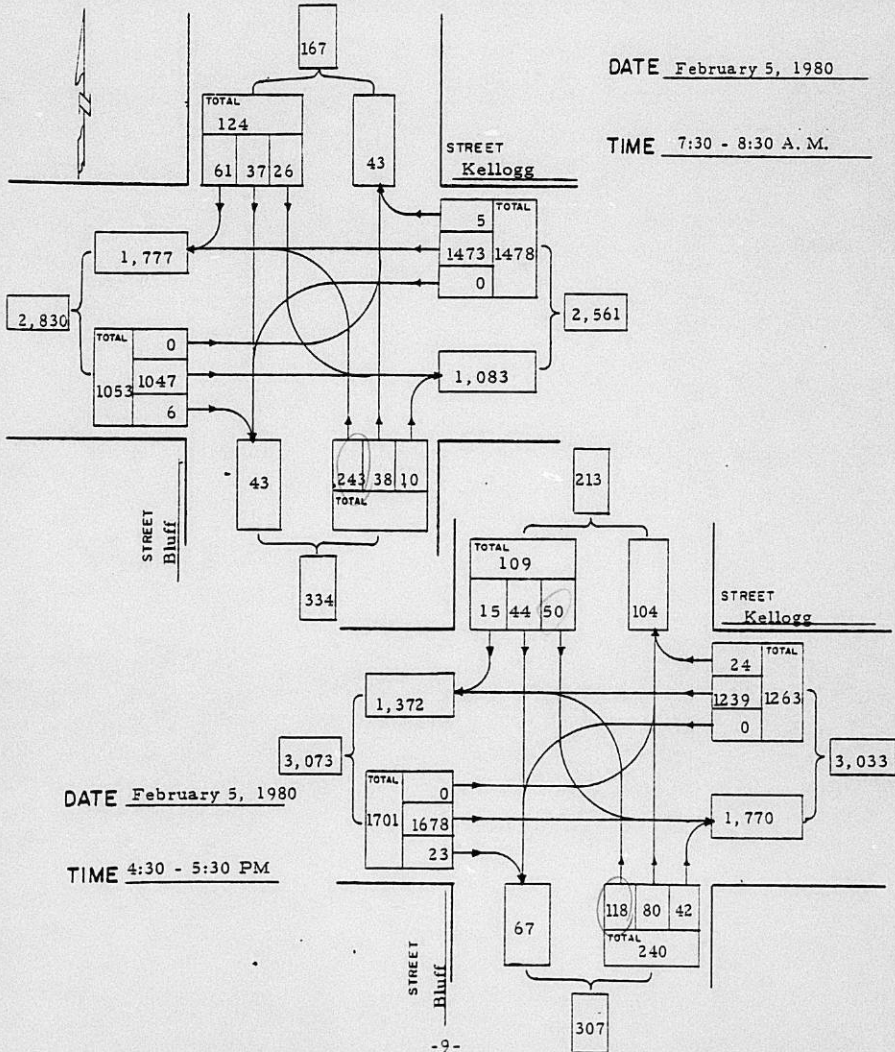 167
DATE February 5, 1980
TOTAL
124
61 37 26
43
STREET
Kellogg
TIME 7:30 - 8:30 A. M.
5 TOTAL
1,777
1473 1478
0
2,830
2,561
TOTAL 0
1053 1047
6
1,083
43
243 38 10
TOTAL
STREET
Bluff
334
213
TOTAL
109
15 44 50
104
STREET
Kellogg
24 TOTAL
1,372
1239 1263
0
3,073
3,033
DATE February 5, 1980
TOTAL 0
1701 1678
23
1,770
TIME 4:30 - 5:30 PM
67
118 80 42
TOTAL
240
STREET
Bluff
307
-9-